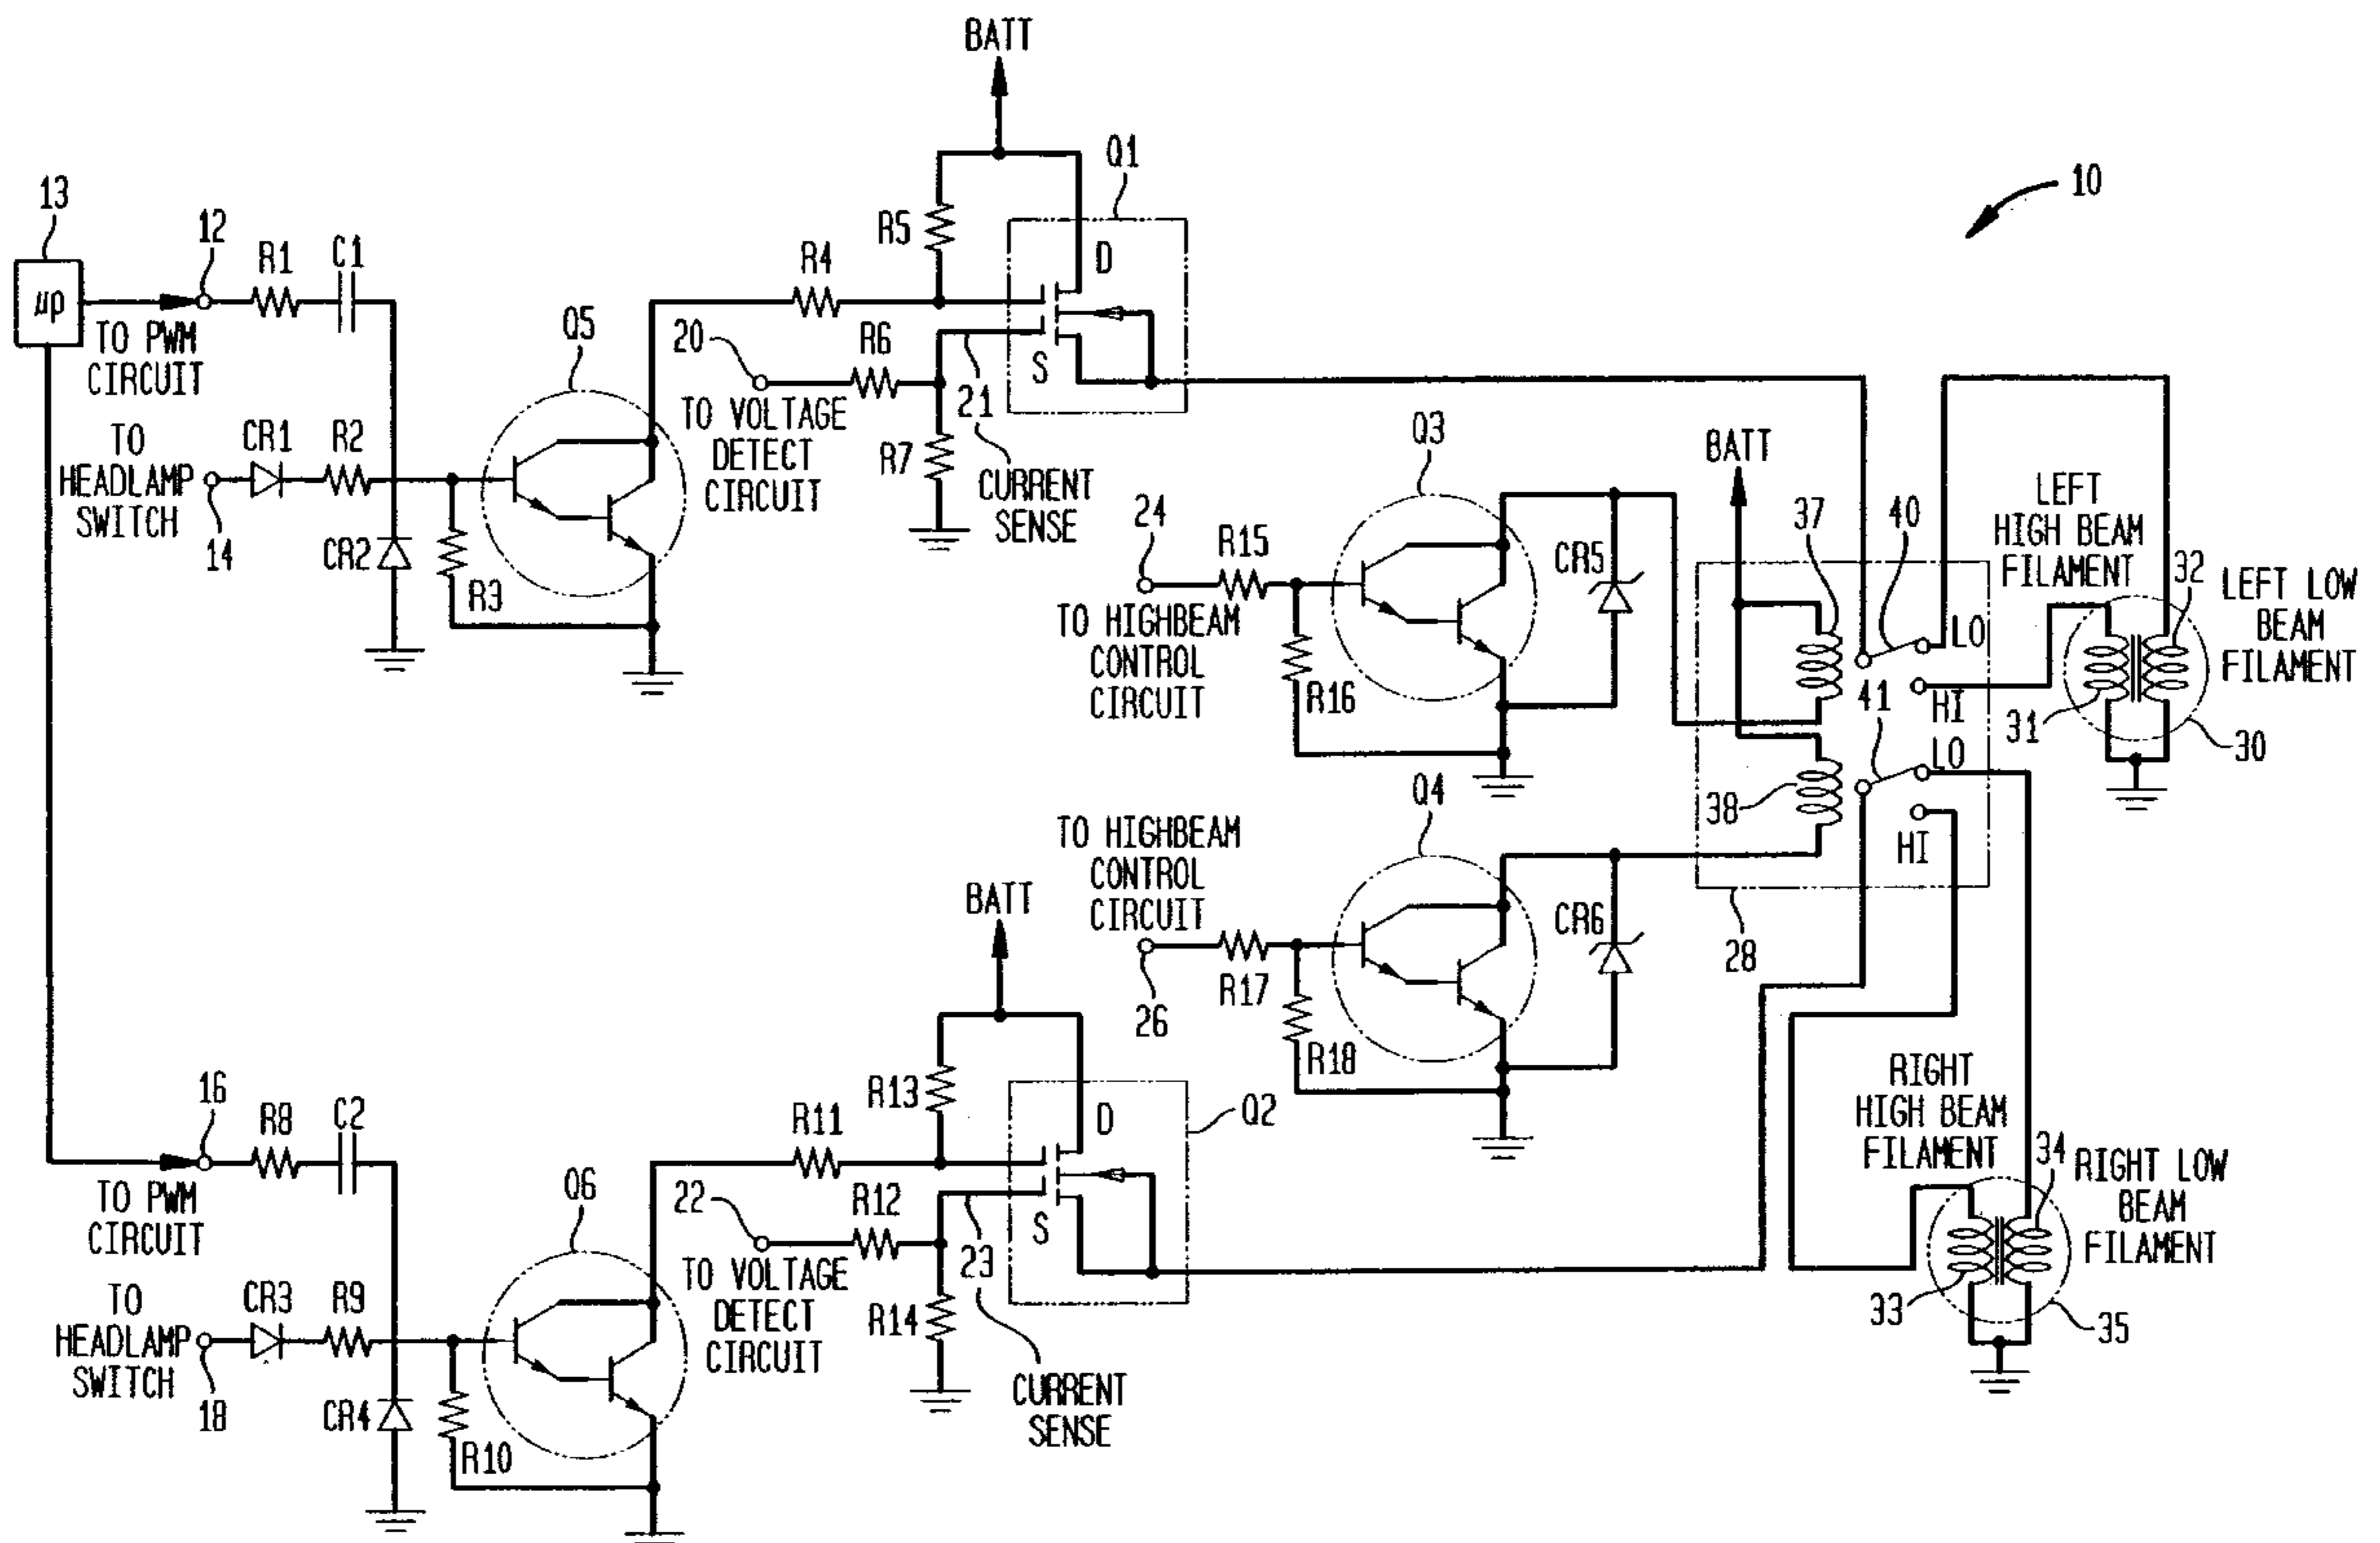 BATT
Q1
10
13
12
R1
C1
R5
D
R4
µp
TO PWM
CIRCUIT
Q5
20
R6
S
21
TO VOLTAGE
DETECT
CIRCUIT
R7
CURRENT
SENSE
TO
HEADLAMP
SWITCH
14
CR1
R2
CR2
R3
Q3
24
R15
TO HIGHBEAM
CONTROL
CIRCUIT
R16
CR5
BATT
37
40
LEFT
HIGH BEAM
FILAMENT
32
LEFT LOW
BEAM
FILAMENT
LO
HI
41
31
30
LO
38
HI
28
Q4
TO HIGHBEAM
CONTROL
CIRCUIT
26
R17
R18
CR6
BATT
R13
D
Q2
R11
16
R8
C2
TO PWM
CIRCUIT
Q6
22
R12
S
23
TO VOLTAGE
DETECT
CIRCUIT
R14
CURRENT
SENSE
TO
HEADLAMP
SWITCH
18
CR3
R9
CR4
R10
RIGHT
HIGH BEAM
FILAMENT
34
RIGHT LOW
BEAM
FILAMENT
33
35